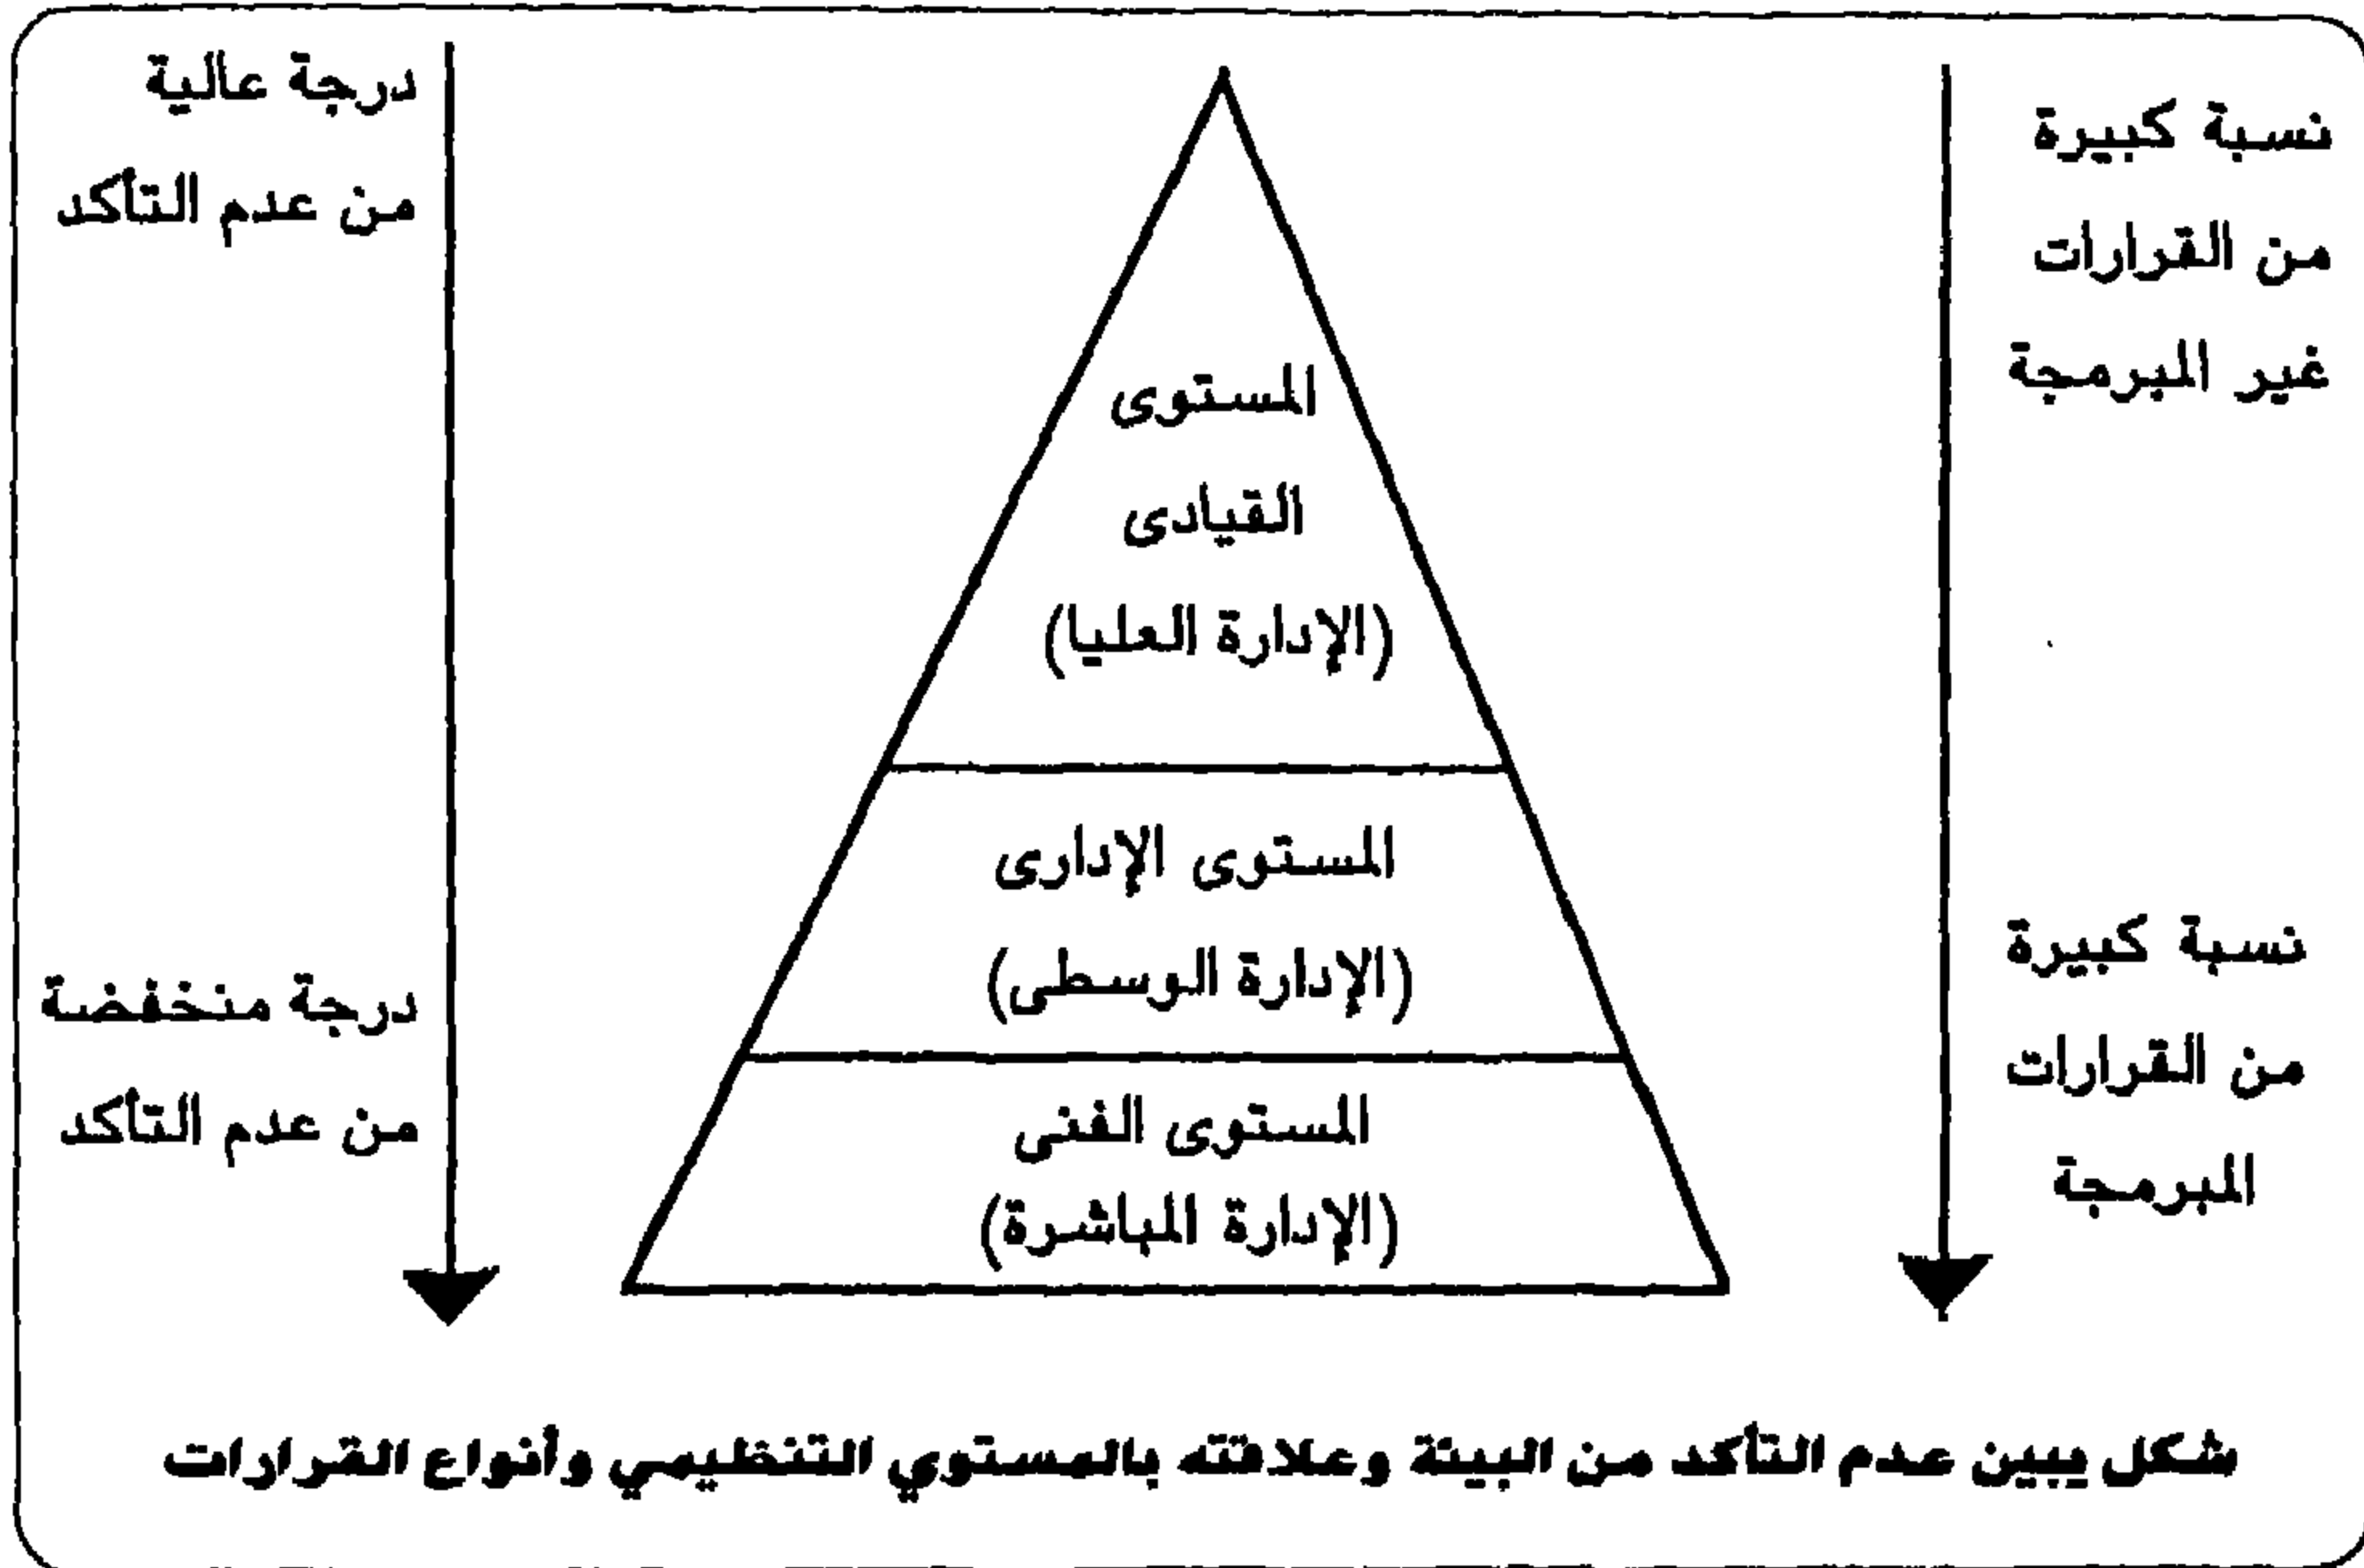 نسبة كبيرة
من القرارات
غير المبرمجة
نسبة كبيرة
من القرارات
المبرمجة
المستوى
القيادى
(الإدارة العليا)
المستوى الإدارى
(الإدارة الوسطى)
المستوى الفنى
(الإدارة المباشرة)
درجة عالية
من عدم التأكد
درجة منخفضة
من عدم التأكد
شكل يبين عدم التأكد من البيئة وعلاقته بالمستوي التنظيمي وأنواع القرارات